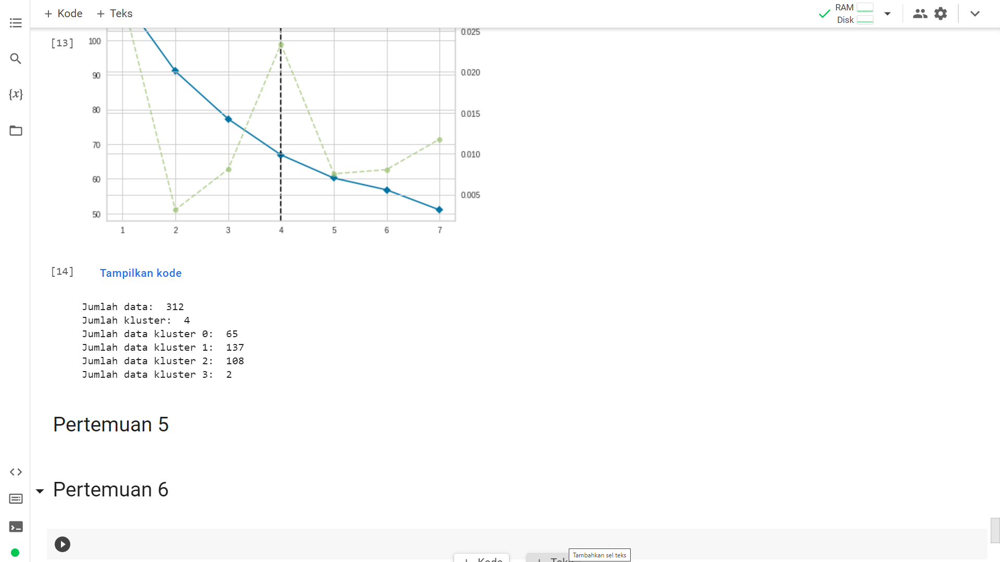 + Kode + Teks
RAM
Disk
[13]
100
90
80
70
60
50
0.025
0.020
0.015
0.010
0.005
1 2 3 4 5 6 7
{x}
[14] Tampilkan kode
Jumlah data: 312
Jumlah kluster: 4
Jumlah data kluster 0: 65
Jumlah data kluster 1: 137
Jumlah data kluster 2: 108
Jumlah data kluster 3: 2
Pertemuan 5
Pertemuan 6
+ Kode + Teks
Tambahkan sel teks